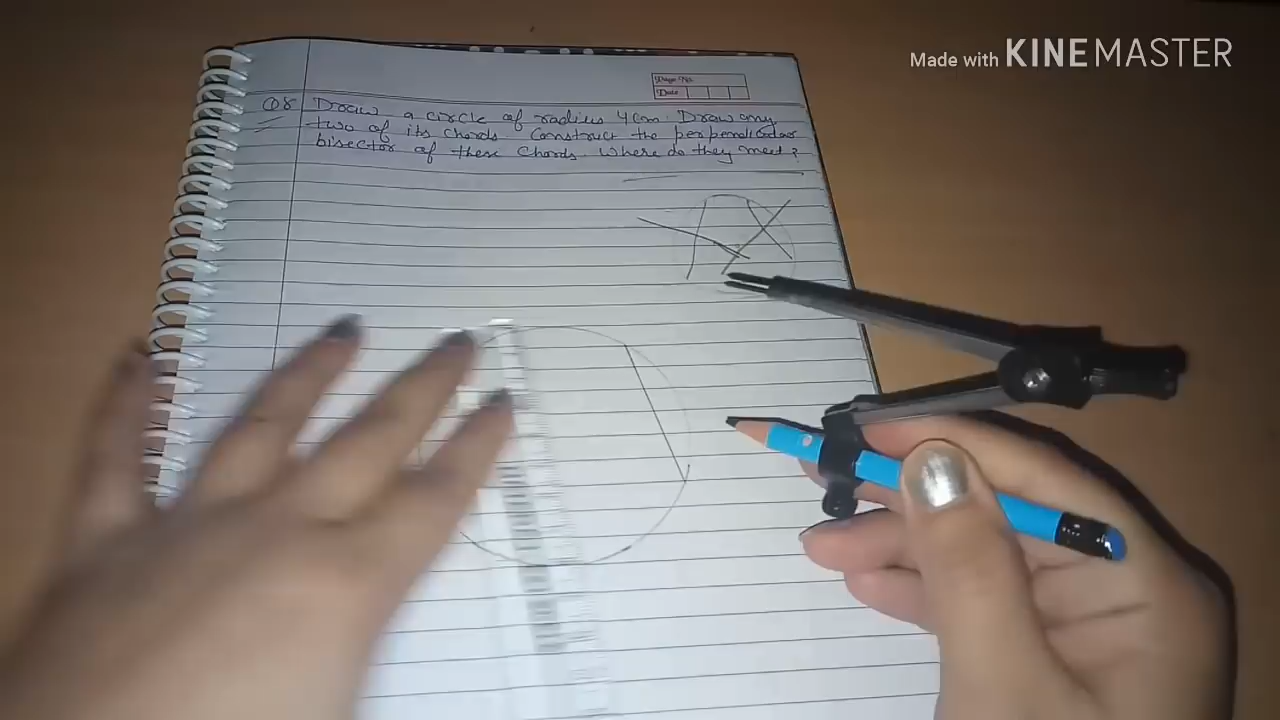 Made with KINEMASTER
Page No.
Date
Q8 Draw a circle of radius 4cm. Draw any
two of its chords. Construct the perpendicular
bisector of these chords. Where do they meet?